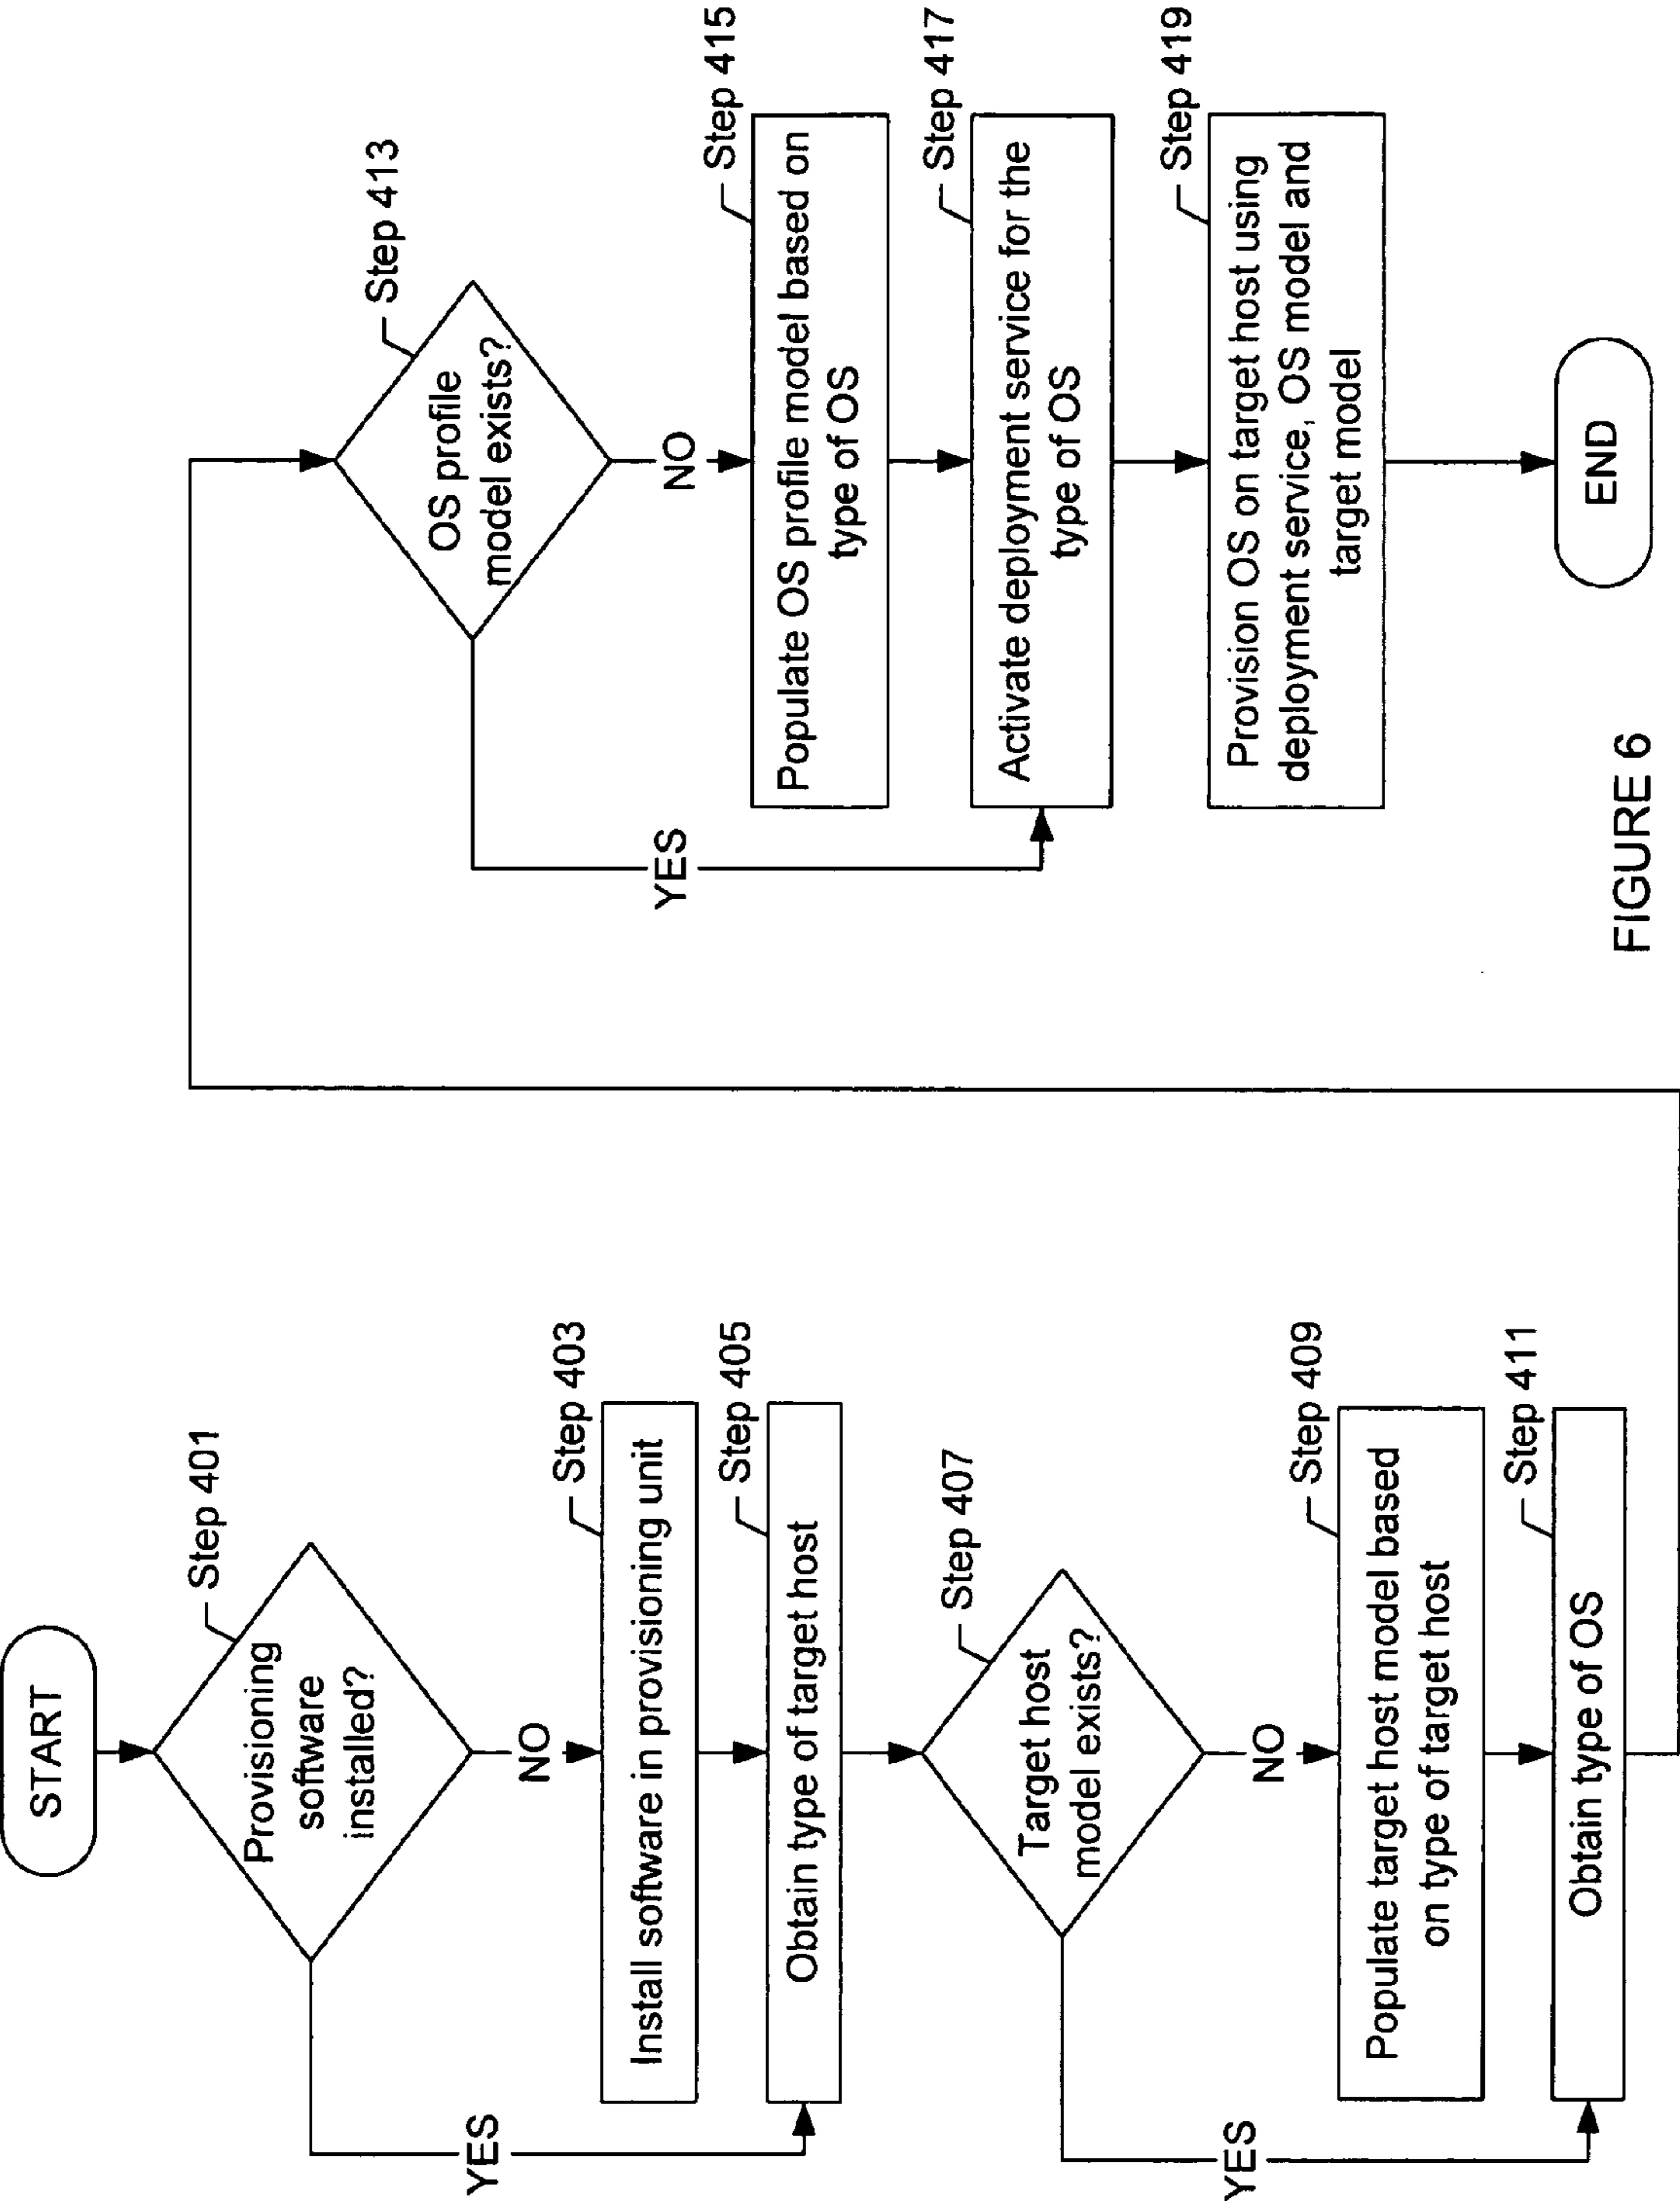 START
Step 401
Provisioning
software
installed?
NO
YES
Step 403
Install software in provisioning unit
Step 405
Obtain type of target host
Step 407
Target host
model exists?
NO
YES
Step 409
Populate target host model based
on type of target host
Step 411
Obtain type of OS
Step 413
OS profile
model exists?
NO
YES
Step 415
Populate OS profile model based on
type of OS
Step 417
Activate deployment service for the
type of OS
Step 419
Provision OS on target host using
deployment service, OS model and
target model
END
FIGURE 6